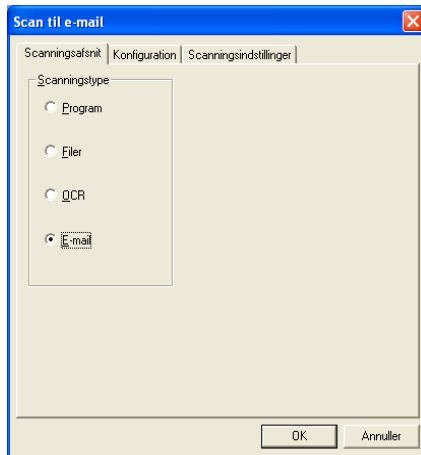 Scan til e-mail
Scanningsafsnit Konfiguration Scanningsindstillinger
Scanningstype
Program
Filer
OCR
E-mail
OK Annuller